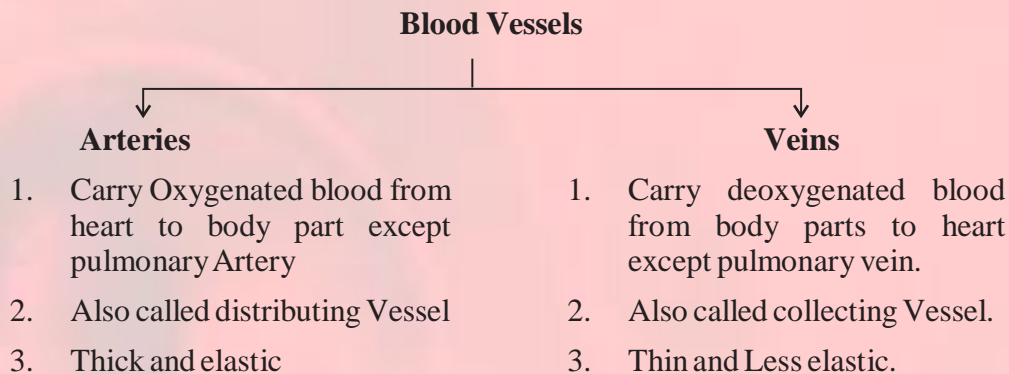 Blood Vessels
Arteries
1. Carry Oxygenated blood from
heart to body part except
pulmonary Artery
2. Also called distributing Vessel
3. Thick and elastic
Veins
1. Carry deoxygenated blood
from body parts to heart
except pulmonary vein.
2. Also called collecting Vessel.
3. Thin and Less elastic.